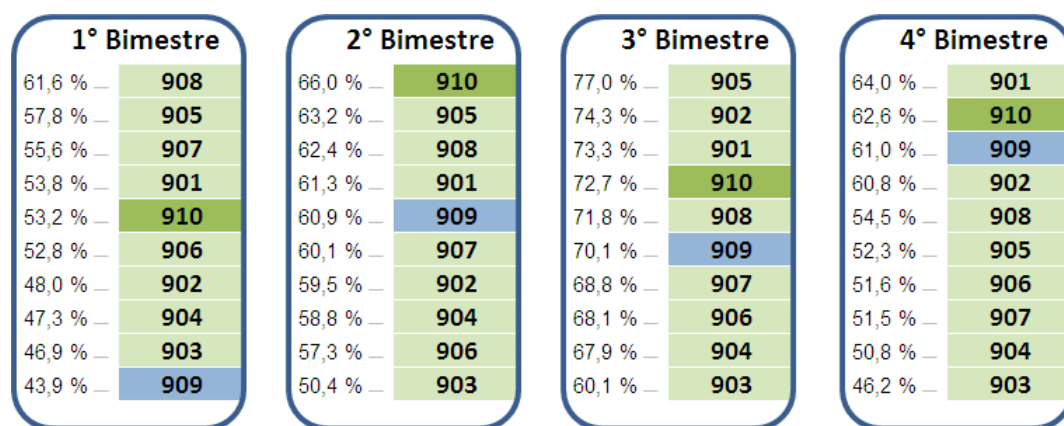 1° Bimestre 2° Bimestre 3° Bimestre 4° Bimestre
61,6 % 908 66,0 % 910 77,0 % 905 64,0 % 901
57,8 % 905 63,2 % 905 74,3 % 902 62,6 % 910
55,6 % 907 62,4 % 908 73,3 % 901 61,0 % 909
53,8 % 901 61,3 % 901 72,7 % 910 60,8 % 902
53,2 % 910 60,9 % 909 71,8 % 908 54,5 % 908
52,8 % 906 60,1 % 907 70,1 % 909 52,3 % 905
48,0 % 902 59,5 % 902 68,8 % 907 51,6 % 906
47,3 % 904 58,8 % 904 68,1 % 906 51,5 % 907
46,9 % 903 57,3 % 906 67,9 % 904 50,8 % 904
43,9 % 909 50,4 % 903 60,1 % 903 46,2 % 903